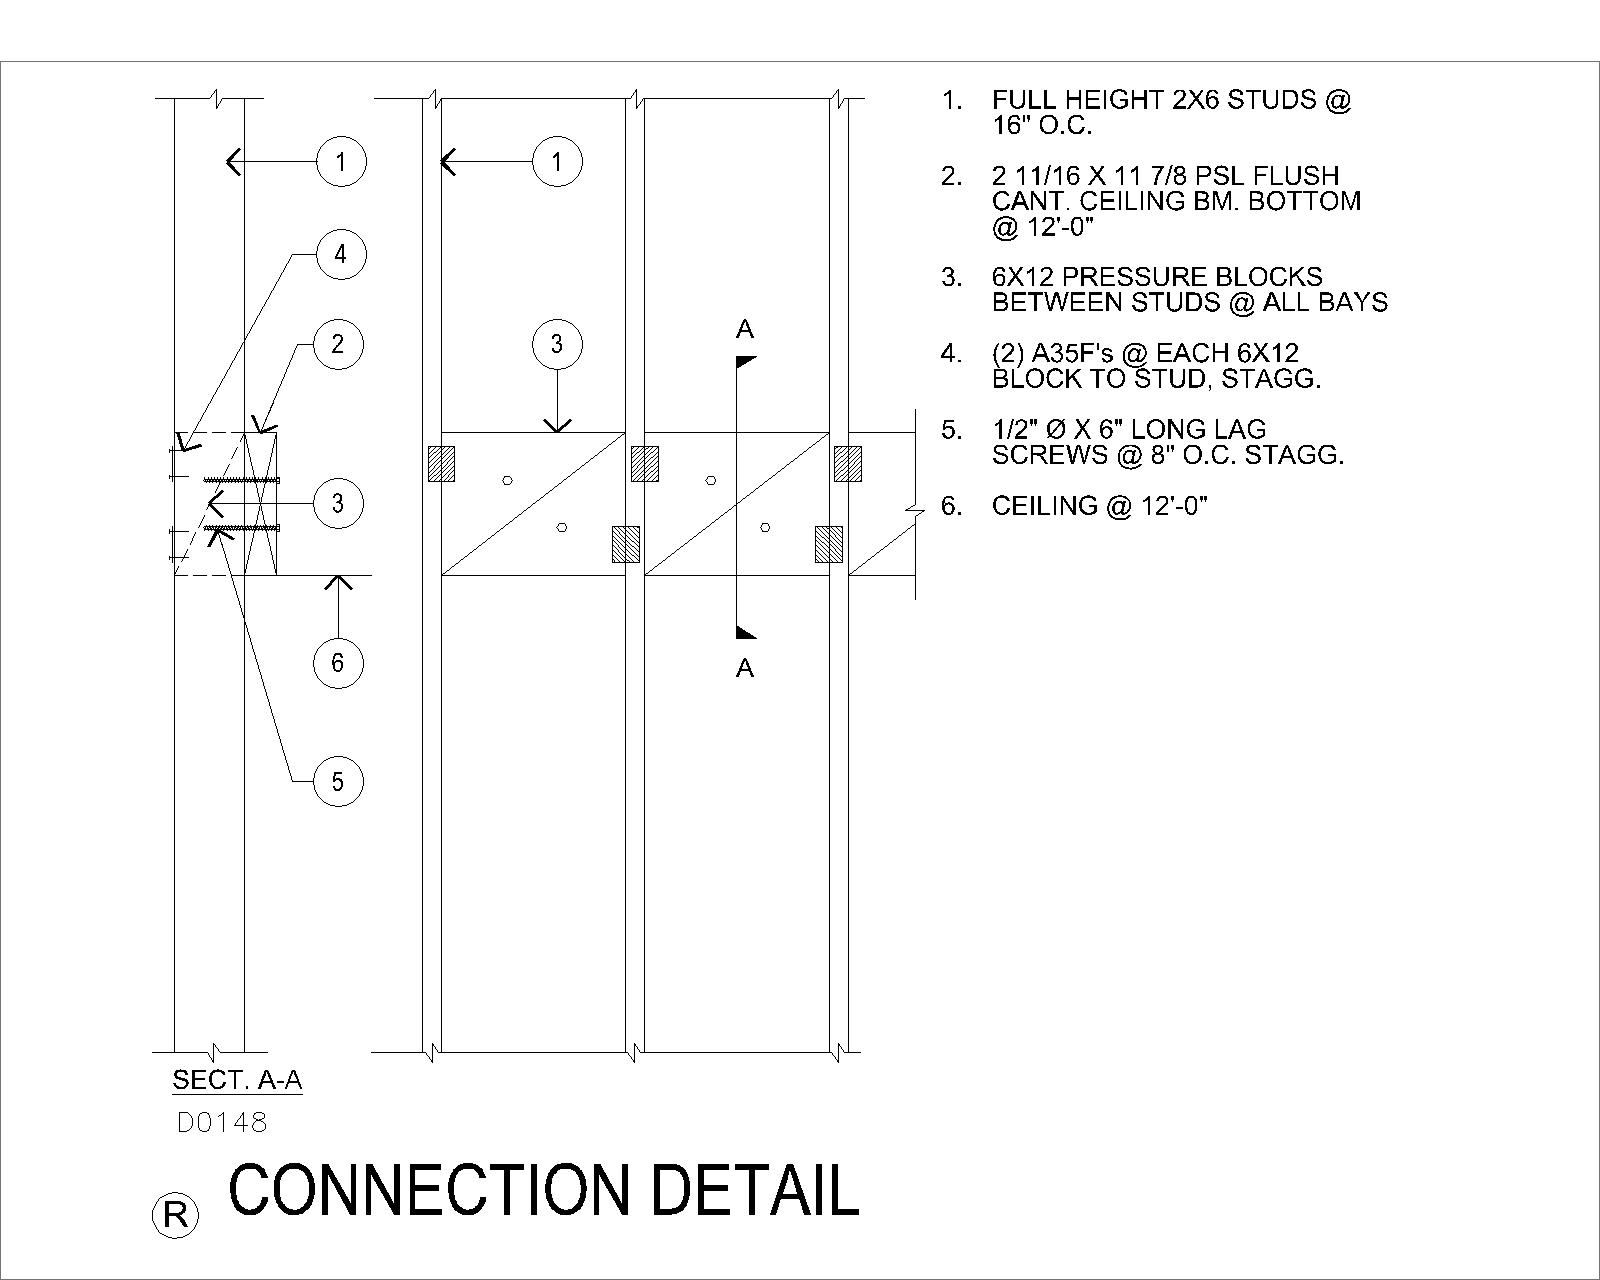 1. FULL HEIGHT 2X6 STUDS @
16" O.C.
2. 2 11/16 X 11 7/8 PSL FLUSH
CANT. CEILING BM. BOTTOM
@ 12'-0"
3. 6X12 PRESSURE BLOCKS
BETWEEN STUDS @ ALL BAYS
4. (2) A35F's @ EACH 6X12
BLOCK TO STUD, STAGG.
5. 1/2" Ø X 6" LONG LAG
SCREWS @ 8" O.C. STAGG.
6. CEILING @ 12'-0"
1
1
4
2
3
A
3
6
A
5
SECT. A-A
D0148
R CONNECTION DETAIL